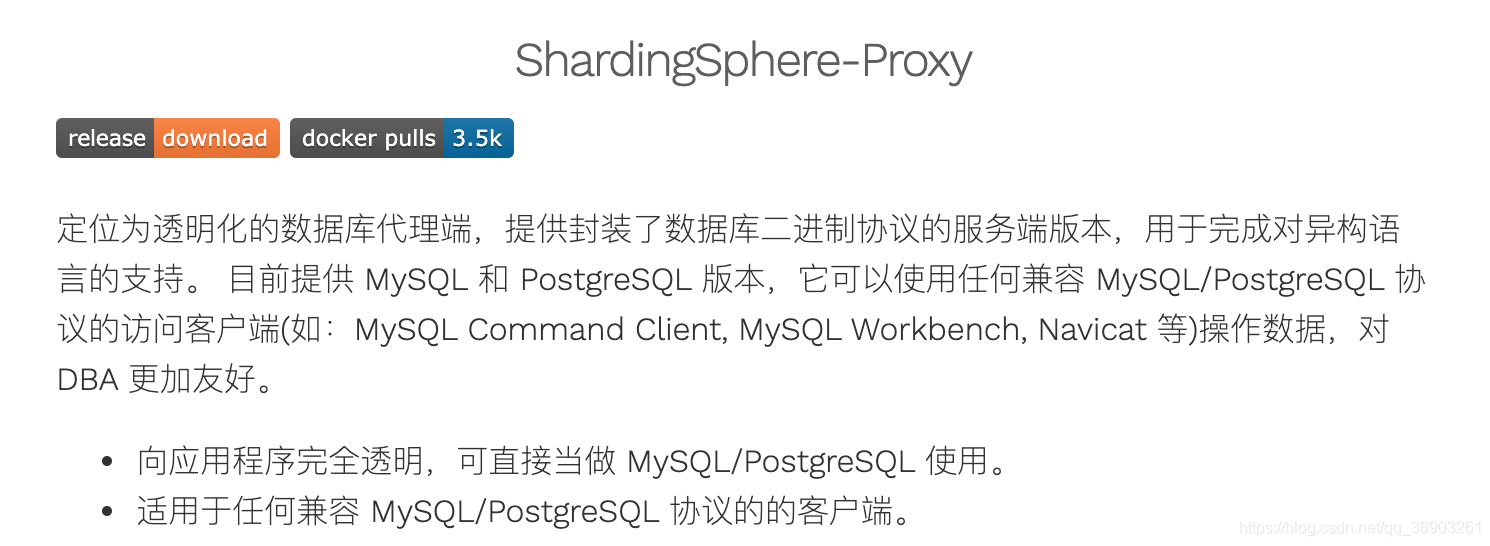 ShardingSphere-Proxy
release download docker pulls 3.5k
定位为透明化的数据库代理端，提供封装了数据库二进制协议的服务端版本，用于完成对异构语
言的支持。 目前提供 MySQL 和 PostgreSQL 版本，它可以使用任何兼容 MySQL/PostgreSQL 协
议的访问客户端(如：MySQL Command Client, MySQL Workbench, Navicat 等)操作数据，对
DBA 更加友好。
• 向应用程序完全透明，可直接当做 MySQL/PostgreSQL 使用。
• 适用于任何兼容 MySQL/PostgreSQL 协议的的客户端。
https://blog.csdn.net/qq_36903261